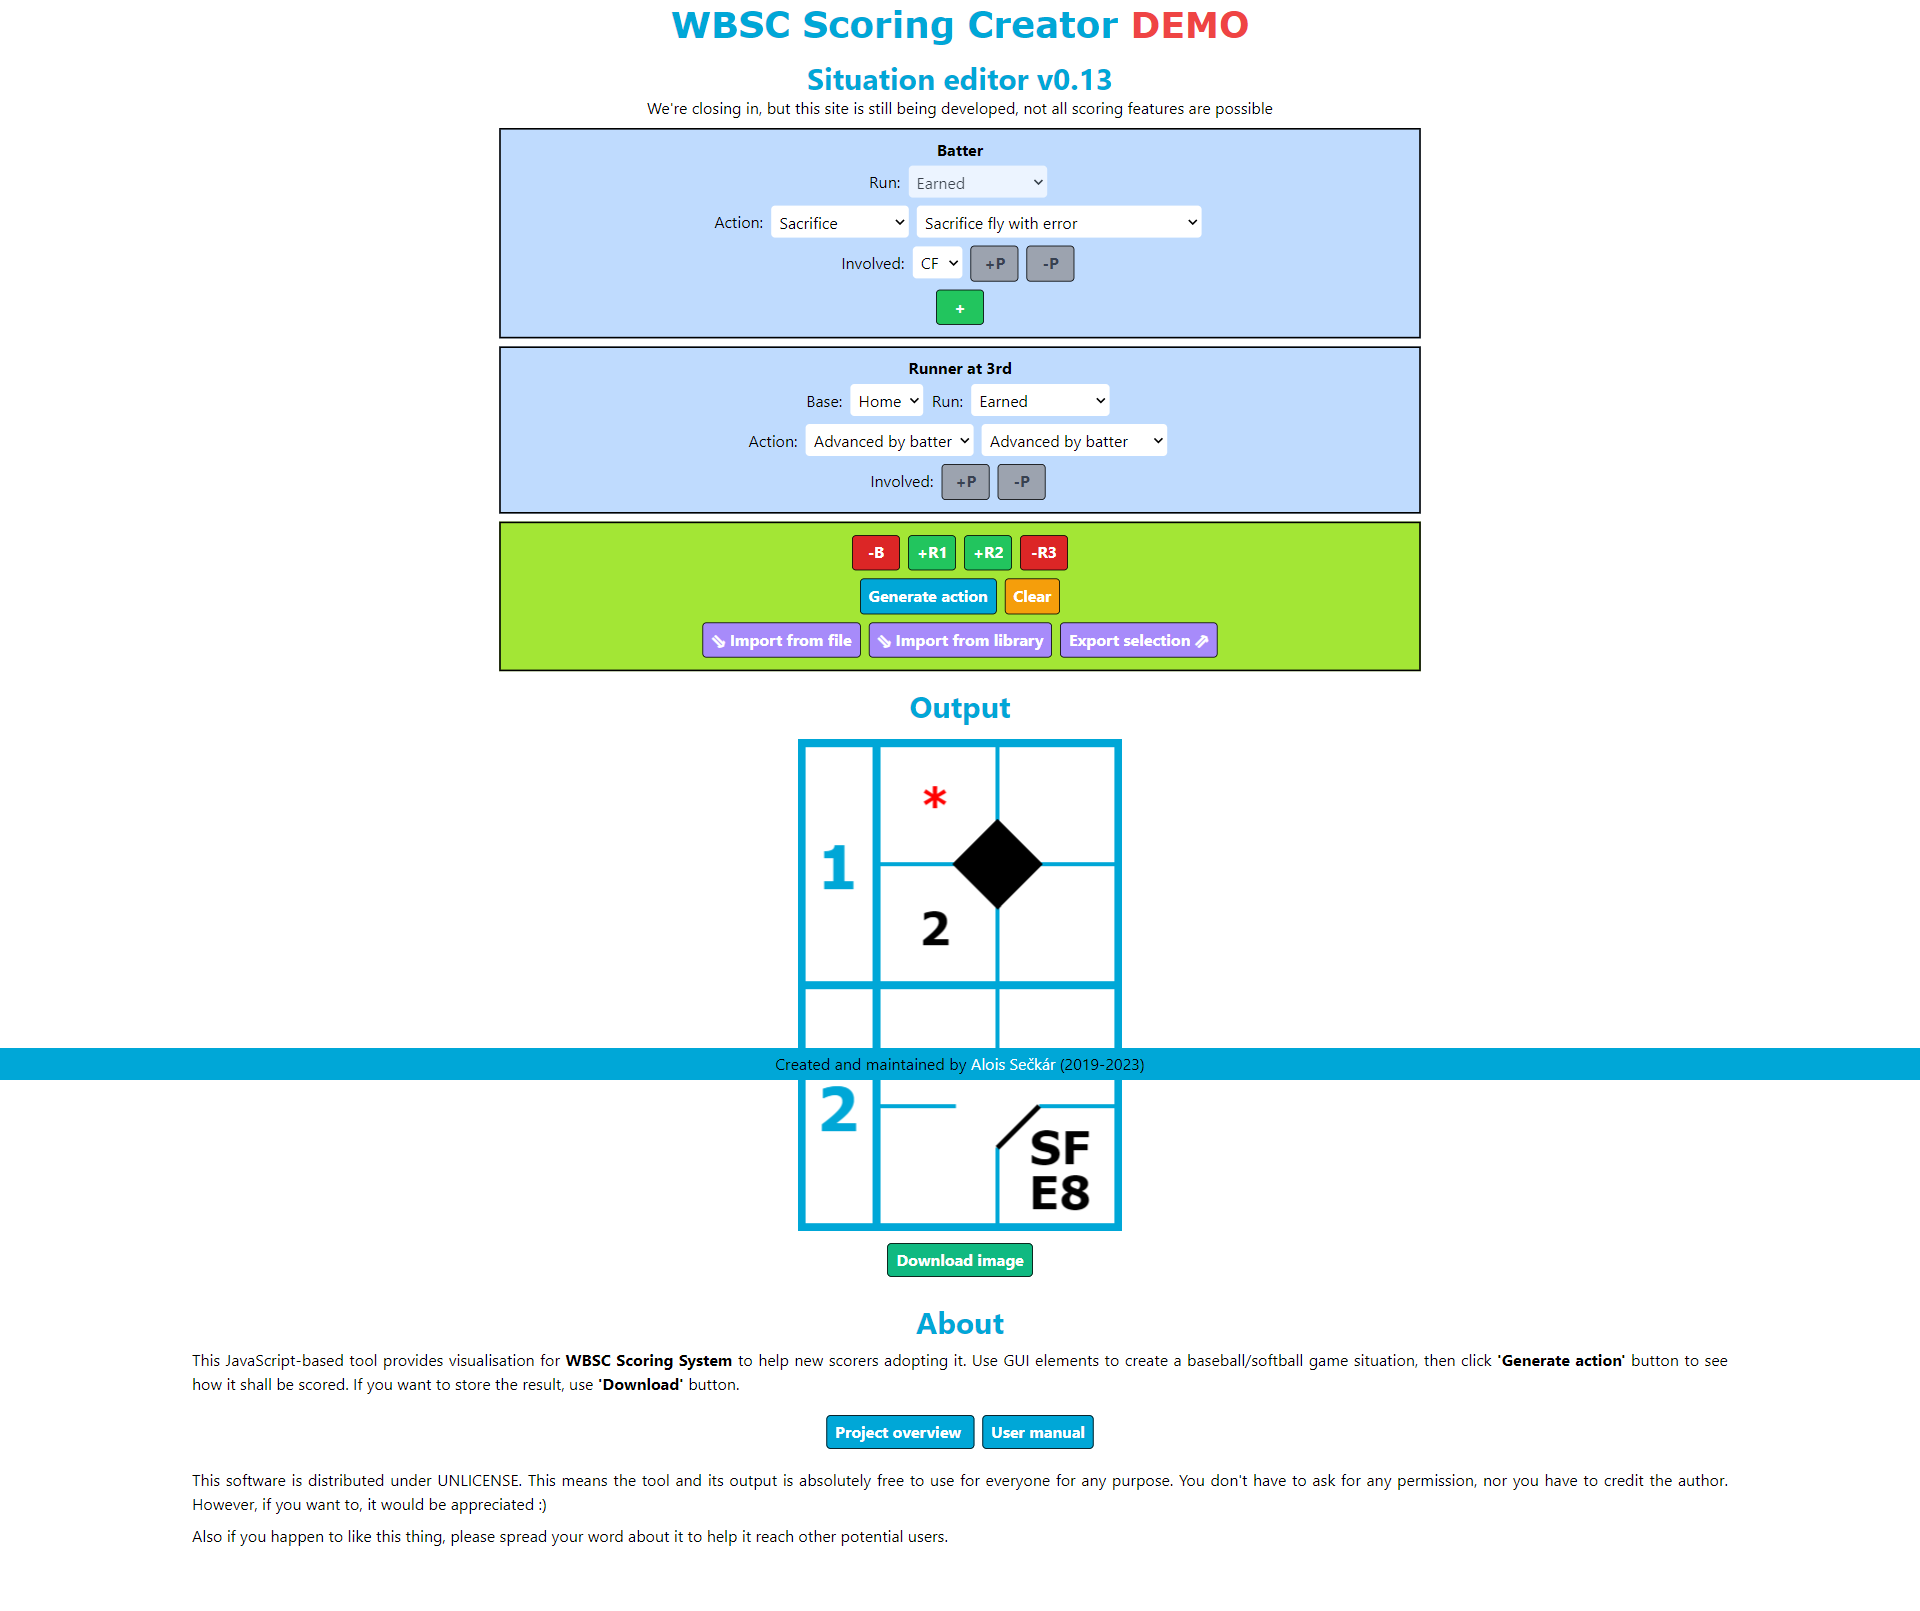 WBSC Scoring Creator DEMO
Situation editor v0.13
We're closing in, but this site is still being developed, not all scoring features are possible
Batter
Run: Earned
Action: Sacrifice Sacrifice fly with error
Involved: CF +P -P
+
Runner at 3rd
Base: Home Run: Earned
Action: Advanced by batter Advanced by batter
Involved: +P -P
-B +R1 +R2 -R3
Generate action Clear
⇘ Import from file ⇘ Import from library Export selection ⇗
Output
*
1
2
Created and maintained by Alois Sečkár (2019-2023)
2
SF
E8
Download image
About
This JavaScript-based tool provides visualisation for WBSC Scoring System to help new scorers adopting it. Use GUI elements to create a baseball/softball game situation, then click 'Generate action' button to see
how it shall be scored. If you want to store the result, use 'Download' button.
Project overview User manual
This software is distributed under UNLICENSE. This means the tool and its output is absolutely free to use for everyone for any purpose. You don't have to ask for any permission, nor you have to credit the author.
However, if you want to, it would be appreciated :)
Also if you happen to like this thing, please spread your word about it to help it reach other potential users.